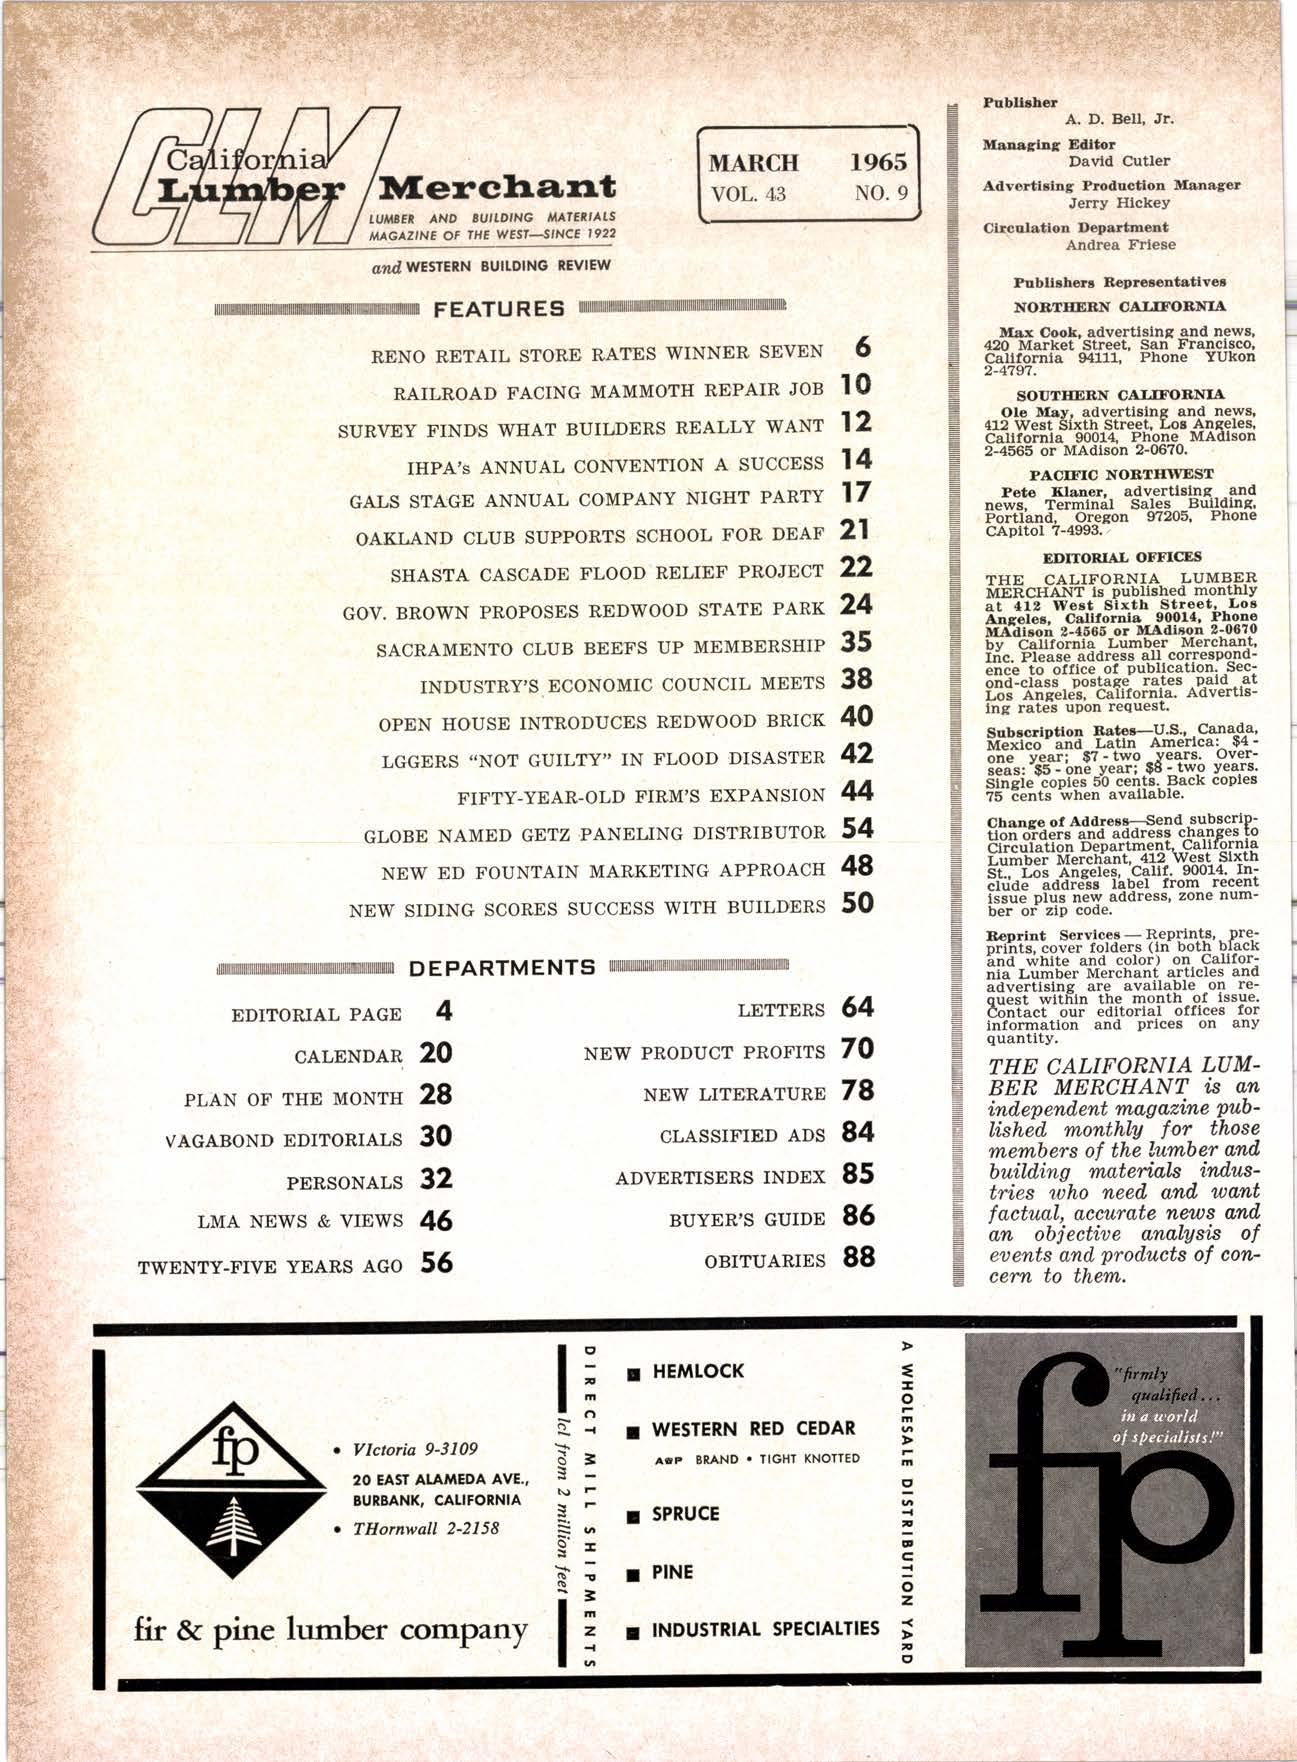 CLM
California
Lumber Merchant
LUMBER AND BUILDING MATERIALS
MAGAZINE OF THE WEST—SINCE 1922
and WESTERN BUILDING REVIEW
MARCH 1965
VOL. 43 NO. 9
FEATURES
RENO RETAIL STORE RATES WINNER SEVEN 6
RAILROAD FACING MAMMOTH REPAIR JOB 10
SURVEY FINDS WHAT BUILDERS REALLY WANT 12
IHPA's ANNUAL CONVENTION A SUCCESS 14
GALS STAGE ANNUAL COMPANY NIGHT PARTY 17
OAKLAND CLUB SUPPORTS SCHOOL FOR DEAF 21
SHASTA CASCADE FLOOD RELIEF PROJECT 22
GOV. BROWN PROPOSES REDWOOD STATE PARK 24
SACRAMENTO CLUB BEEFS UP MEMBERSHIP 35
INDUSTRY'S ECONOMIC COUNCIL MEETS 38
OPEN HOUSE INTRODUCES REDWOOD BRICK 40
LGGERS "NOT GUILTY" IN FLOOD DISASTER 42
FIFTY-YEAR-OLD FIRM'S EXPANSION 44
GLOBE NAMED GETZ PANELING DISTRIBUTOR 54
NEW ED FOUNTAIN MARKETING APPROACH 48
NEW SIDING SCORES SUCCESS WITH BUILDERS 50
DEPARTMENTS
EDITORIAL PAGE 4
CALENDAR 20
PLAN OF THE MONTH 28
VAGABOND EDITORIALS 30
PERSONALS 32
LMA NEWS & VIEWS 46
TWENTY-FIVE YEARS AGO 56
LETTERS 64
NEW PRODUCT PROFITS 70
NEW LITERATURE 78
CLASSIFIED ADS 84
ADVERTISERS INDEX 85
BUYER'S GUIDE 86
OBITUARIES 88
Publisher
A. D. Bell, Jr.
Managing Editor
David Cutler
Advertising Production Manager
Jerry Hickey
Circulation Department
Andrea Friese
Publishers Representatives
NORTHERN CALIFORNIA
Max Cook, advertising and news,
420 Market Street, San Francisco,
California 94111, Phone YUkon
2-4797.
SOUTHERN CALIFORNIA
Ole May, advertising and news,
412 West Sixth Street, Los Angeles,
California 90014, Phone MAdison
2-4565 or MAdison 2-0670.
PACIFIC NORTHWEST
Pete Klaner, advertising and
news, Terminal Sales Building,
Portland, Oregon 97205, Phone
CApitol 7-4993.
EDITORIAL OFFICES
THE CALIFORNIA LUMBER
MERCHANT is published monthly
at 412 West Sixth Street, Los
Angeles, California 90014, Phone
MAdison 2-4565 or MAdison 2-0670
by California Lumber Merchant,
Inc. Please address all correspond-
ence to office of publication. Sec-
ond-class postage rates paid at
Los Angeles, California. Advertis-
ing rates upon request.
Subscription Rates—U.S., Canada,
Mexico and Latin America: $4 -
one year; $7 - two years. Over-
seas: $5 - one year; $8 - two years.
Single copies 50 cents. Back copies
75 cents when available.
Change of Address—Send subscrip-
tion orders and address changes to
Circulation Department, California
Lumber Merchant, 412 West Sixth
St., Los Angeles, Calif. 90014. In-
clude address label from recent
issue plus new address, zone num-
ber or zip code.
Reprint Services — Reprints, pre-
prints, cover folders (in both black
and white and color) on Califor-
nia Lumber Merchant articles and
advertising are available on re-
quest within the month of issue.
Contact our editorial offices for
information and prices on any
quantity.
THE CALIFORNIA LUM-
BER MERCHANT is an
independent magazine pub-
lished monthly for those
members of the lumber and
building materials indus-
tries who need and want
factual, accurate news and
an objective analysis of
events and products of con-
cern to them.
fp
• VIctoria 9-3109
20 EAST ALAMEDA AVE.,
BURBANK, CALIFORNIA
• THornwall 2-2158
fir & pine lumber company
lcl from 2 million feet
DIRECT MILL SHIPMENTS
■ HEMLOCK
■ WESTERN RED CEDAR
A&P BRAND • TIGHT KNOTTED
■ SPRUCE
■ PINE
■ INDUSTRIAL SPECIALTIES
A WHOLESALE DISTRIBUTION YARD
"firmly
qualified...
in a world
of specialists!"
fp